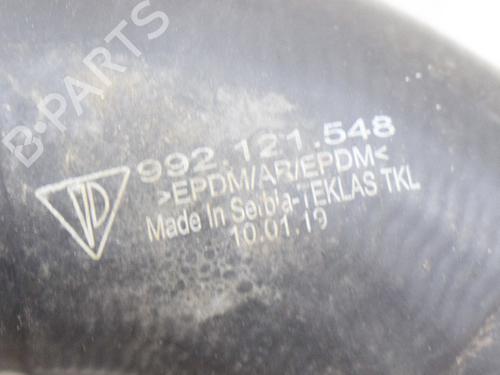 B-PARTS
992.121.548
>EPDM/AR/EPDM<
Made In Serbia-TEKLAS TKL
10.01.19